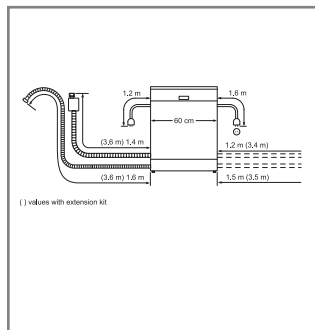 1.2 m
1,6 m
60 cm
(3,6 m) 1,4 m
1,2 m (3,4 m)
(3.6 m) 1.6 m
1,5 m (3,5 m)
( ) values with extension kit